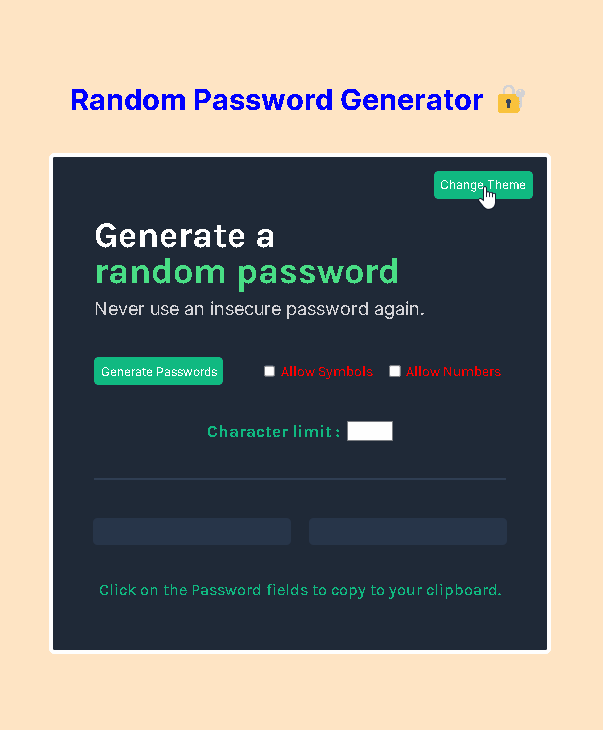 Random Password Generator 🔐
Change Theme
Generate a
random password
Never use an insecure password again.
Generate Passwords Allow Symbols Allow Numbers
Character limit :
Click on the Password fields to copy to your clipboard.